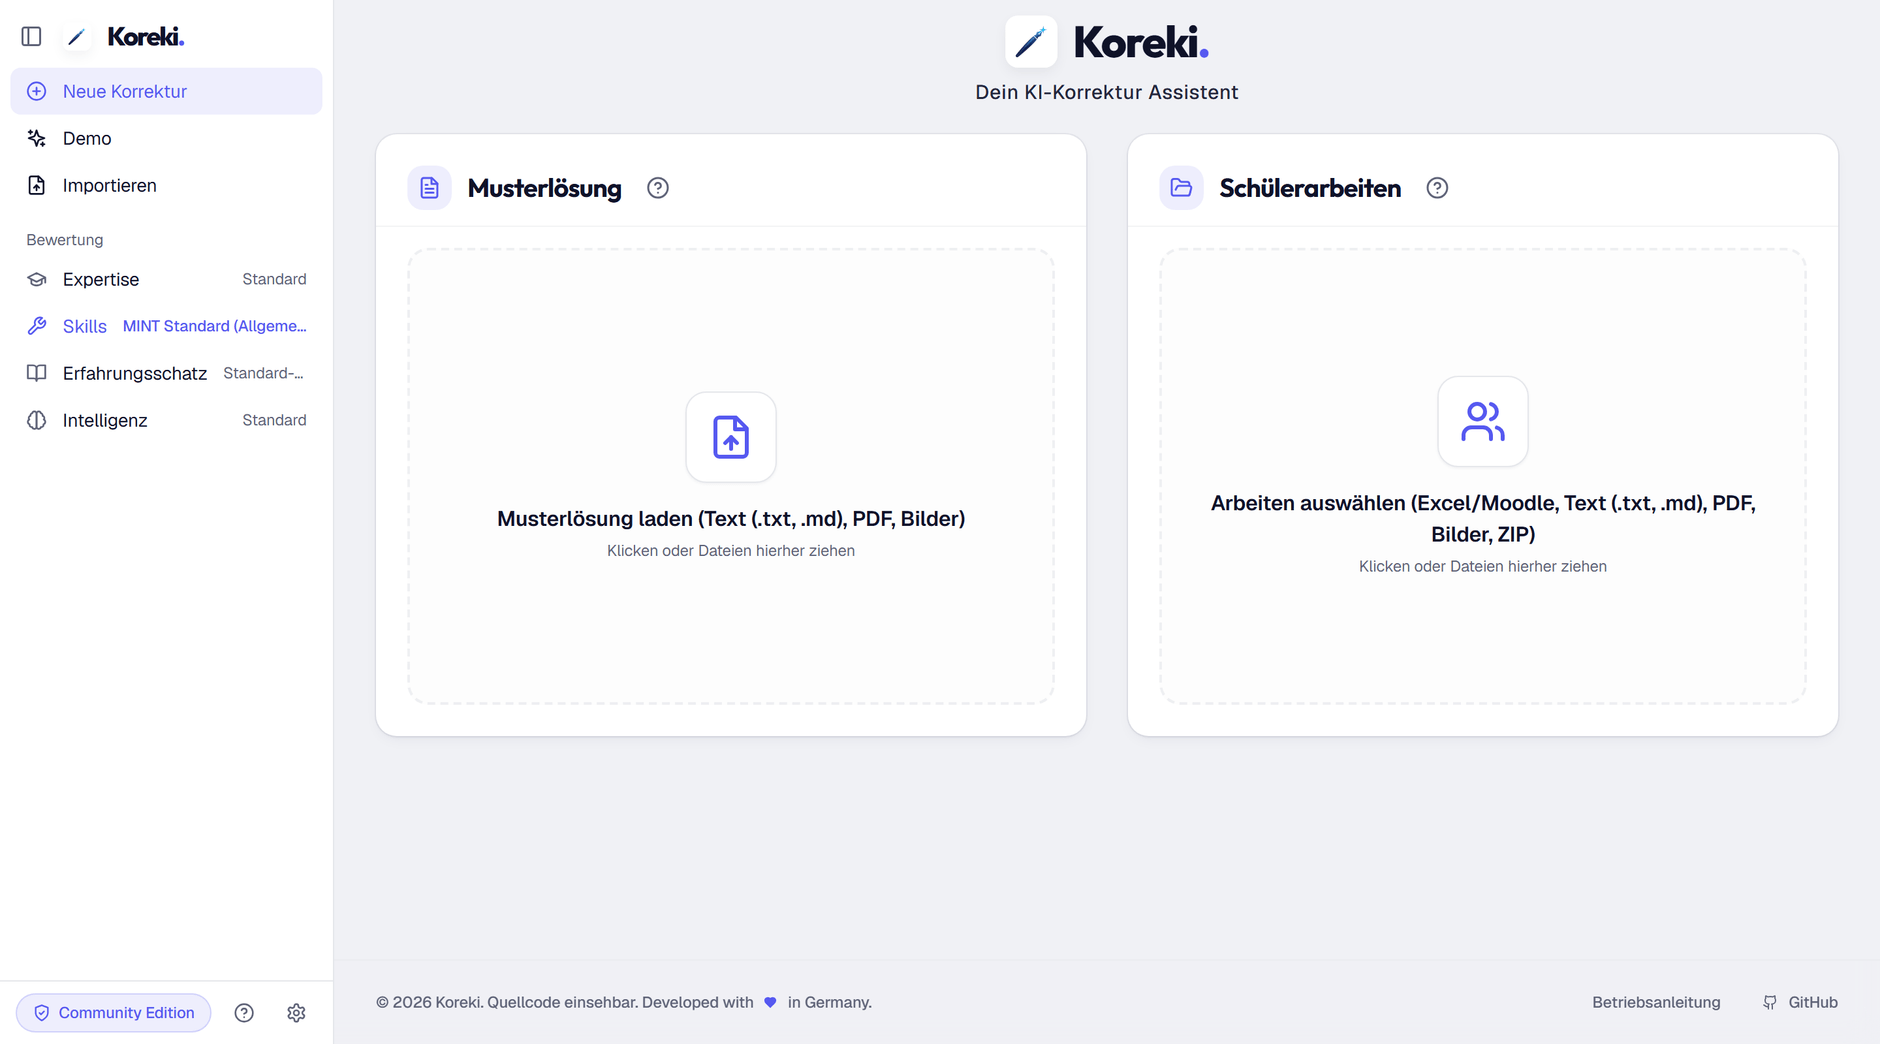 Koreki.
Neue Korrektur
Demo
Importieren
Bewertung
Expertise Standard
Skills MINT Standard (Allgeme...
Erfahrungsschatz Standard-...
Intelligenz Standard
Community Edition
Koreki.
Dein KI-Korrektur Assistent
Musterlösung
Musterlösung laden (Text (.txt, .md), PDF, Bilder)
Klicken oder Dateien hierher ziehen
Schülerarbeiten
Arbeiten auswählen (Excel/Moodle, Text (.txt, .md), PDF,
Bilder, ZIP)
Klicken oder Dateien hierher ziehen
© 2026 Koreki. Quellcode einsehbar. Developed with in Germany.
Betriebsanleitung GitHub